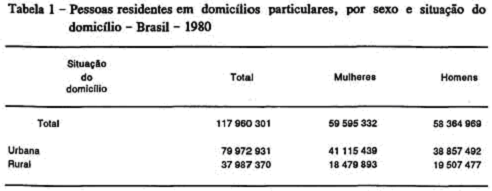 Tabela 1 – Pessoas residentes em domicílios particulares, por sexo e situação do
domicílio – Brasil – 1980
Situação
do
domicílio
Total Mulheres Homens
Total 117 960 301 59 595 332 58 364 969
Urbana 79 972 931 41 115 439 38 857 492
Rural 37 987 370 18 479 893 19 507 477